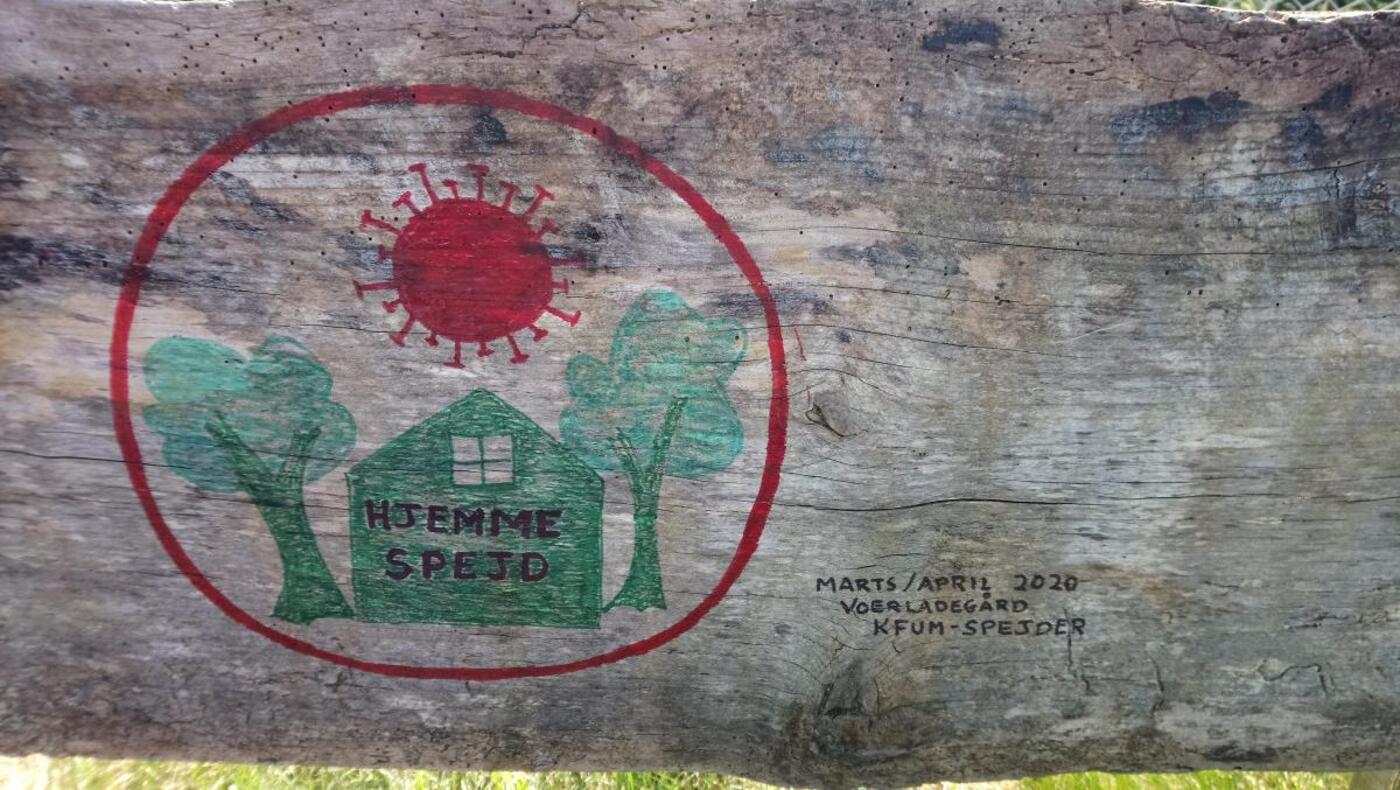 HJEMME
SPEJD
MARTS/APRIL 2020
VOERLADEGÅRD
KFUM-SPEJDER